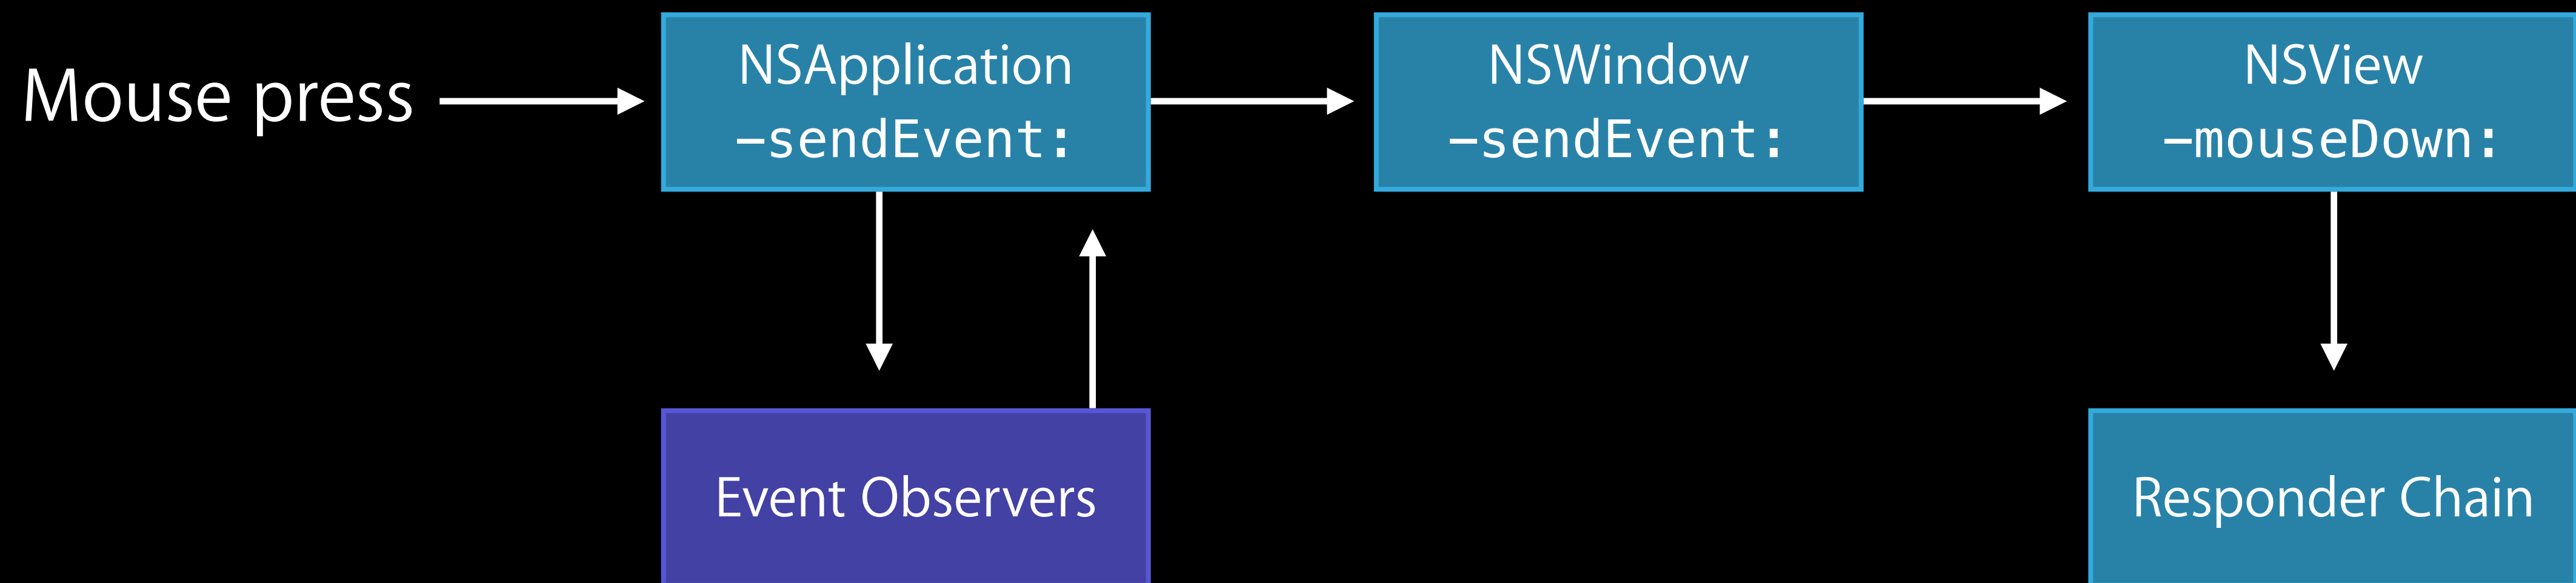 Mouse press
NSApplication
–sendEvent:
NSWindow
–sendEvent:
NSView
–mouseDown:
Event Observers
Responder Chain